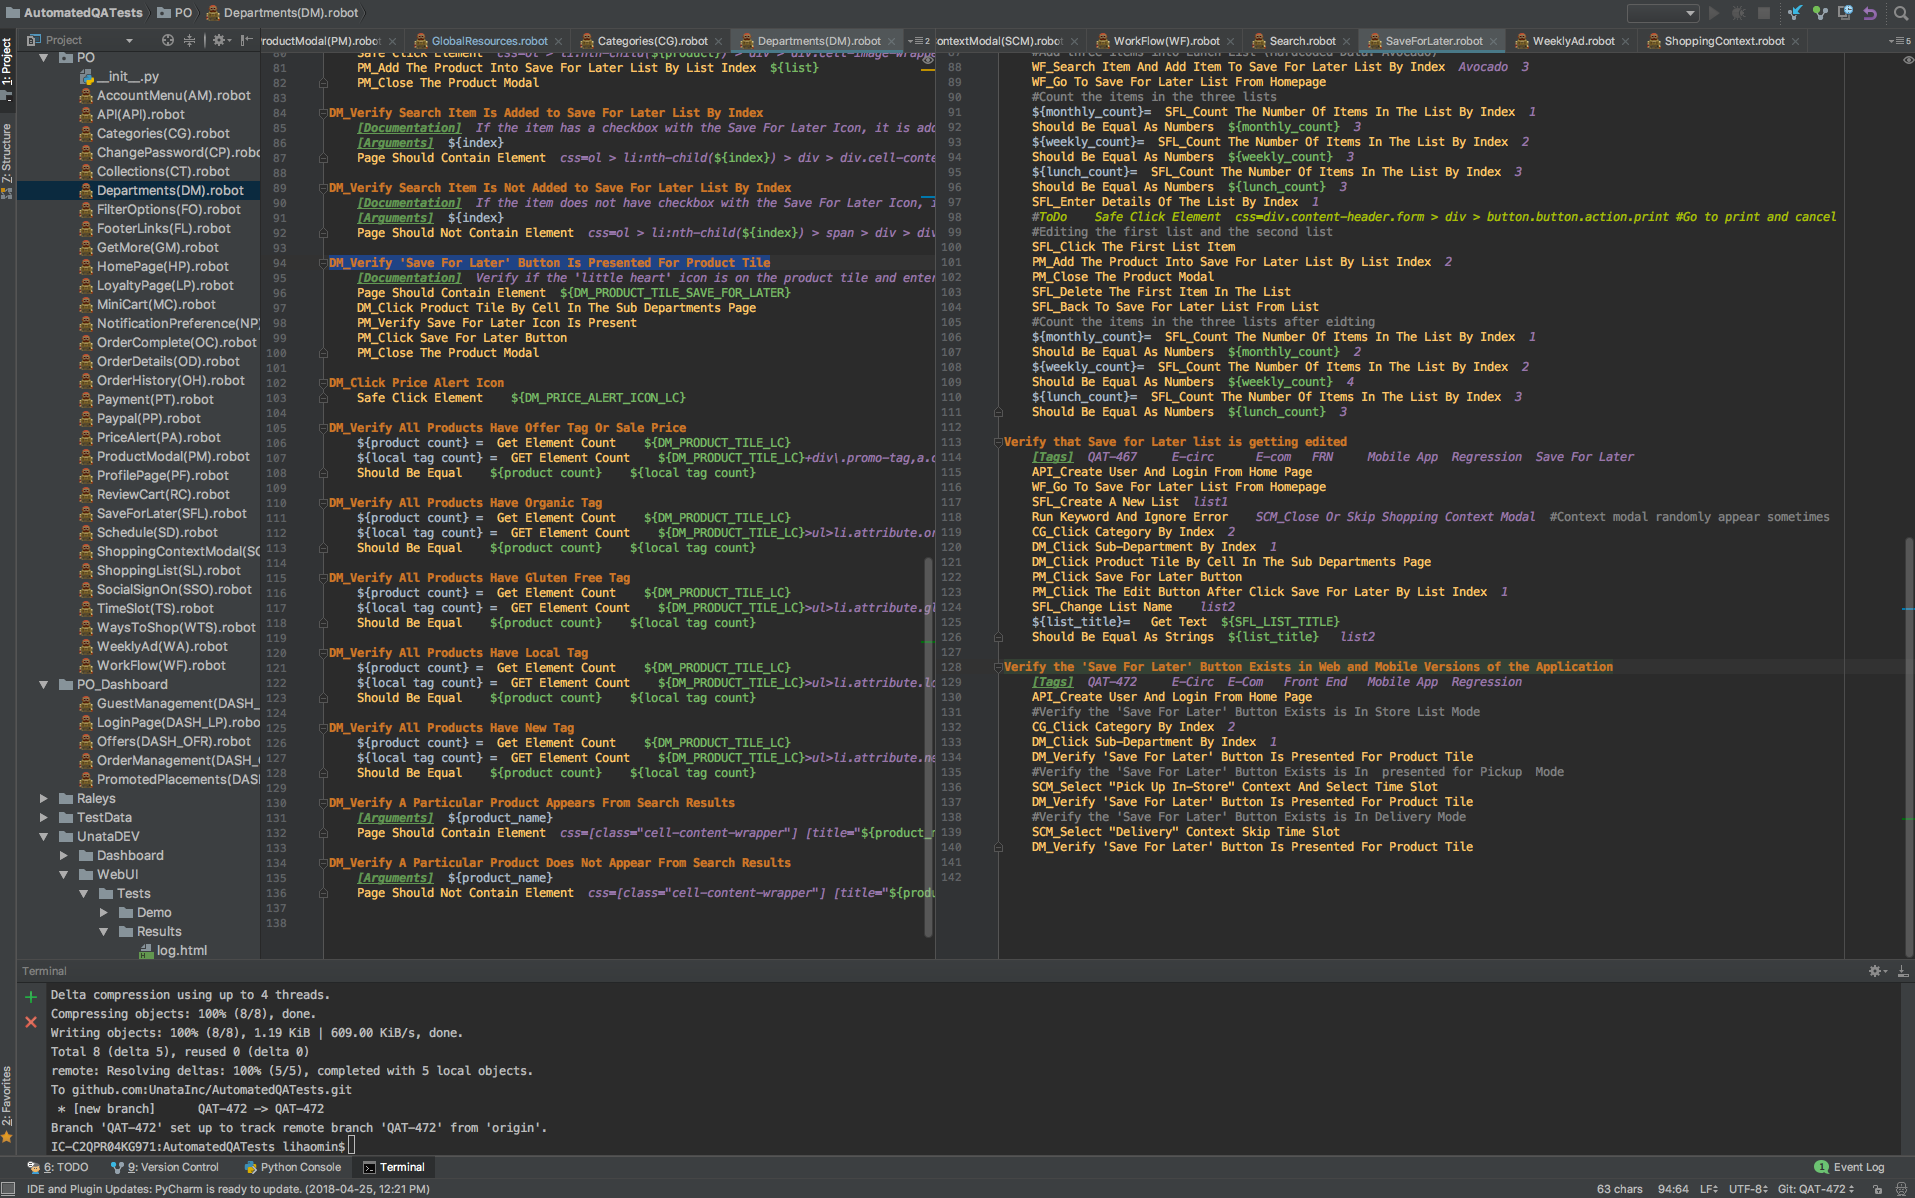 AutomatedQATests PO Departments(DM).robot
Project
roductModal(PM).robot GlobalResources.robot Categories(CG).robot Departments(DM).robot 2
ontextModal(SCM).robot WorkFlow(WF).robot Search.robot SaveForLater.robot WeeklyAd.robot ShoppingContext.robot 5
1: Project
Z: Structure
2: Favorites
PO
__init__.py
AccountMenu(AM).robot
API(API).robot
Categories(CG).robot
ChangePassword(CP).robo
Collections(CT).robot
Departments(DM).robot
FilterOptions(FO).robot
FooterLinks(FL).robot
GetMore(GM).robot
HomePage(HP).robot
LoyaltyPage(LP).robot
MiniCart(MC).robot
NotificationPreference(NP)
OrderComplete(OC).robot
OrderDetails(OD).robot
OrderHistory(OH).robot
Payment(PT).robot
Paypal(PP).robot
PriceAlert(PA).robot
ProductModal(PM).robot
ProfilePage(PF).robot
ReviewCart(RC).robot
SaveForLater(SFL).robot
Schedule(SD).robot
ShoppingContextModal(SC
ShoppingList(SL).robot
SocialSignOn(SSO).robot
TimeSlot(TS).robot
WaysToShop(WTS).robot
WeeklyAd(WA).robot
WorkFlow(WF).robot
PO_Dashboard
GuestManagement(DASH_
LoginPage(DASH_LP).robo
Offers(DASH_OFR).robot
OrderManagement(DASH_
PromotedPlacements(DAS
Raleys
TestData
UnataDEV
Dashboard
WebUI
Tests
Demo
Results
log.html
81 PM_Add The Product Into Save For Later List By List Index ${list}
82 PM_Close The Product Modal
83
84 DM_Verify Search Item Is Added to Save For Later List By Index
85 [Documentation] If the item has a checkbox with the Save For Later Icon, it is add
86 [Arguments] ${index}
87 Page Should Contain Element css=ol > li:nth-child(${index}) > div > div.cell-conte
88
89 DM_Verify Search Item Is Not Added to Save For Later List By Index
90 [Documentation] If the item does not have checkbox with the Save For Later Icon, i
91 [Arguments] ${index}
92 Page Should Not Contain Element css=ol > li:nth-child(${index}) > span > div > div
93
94 DM_Verify 'Save For Later' Button Is Presented For Product Tile
95 [Documentation] Verify if the 'little heart' icon is on the product tile and enter
96 Page Should Contain Element ${DM_PRODUCT_TILE_SAVE_FOR_LATER}
97 DM_Click Product Tile By Cell In The Sub Departments Page
98 PM_Verify Save For Later Icon Is Present
99 PM_Click Save For Later Button
100 PM_Close The Product Modal
101
102 DM_Click Price Alert Icon
103 Safe Click Element ${DM_PRICE_ALERT_ICON_LC}
104
105 DM_Verify All Products Have Offer Tag Or Sale Price
106 ${product count} = Get Element Count ${DM_PRODUCT_TILE_LC}
107 ${local tag count} = GET Element Count ${DM_PRODUCT_TILE_LC}+div\.promo-tag,a.
108 Should Be Equal ${product count} ${local tag count}
109
110 DM_Verify All Products Have Organic Tag
111 ${product count} = Get Element Count ${DM_PRODUCT_TILE_LC}
112 ${local tag count} = GET Element Count ${DM_PRODUCT_TILE_LC}>ul>li.attribute.or
113 Should Be Equal ${product count} ${local tag count}
114
115 DM_Verify All Products Have Gluten Free Tag
116 ${product count} = Get Element Count ${DM_PRODUCT_TILE_LC}
117 ${local tag count} = GET Element Count ${DM_PRODUCT_TILE_LC}>ul>li.attribute.gl
118 Should Be Equal ${product count} ${local tag count}
119
120 DM_Verify All Products Have Local Tag
121 ${product count} = Get Element Count ${DM_PRODUCT_TILE_LC}
122 ${local tag count} = GET Element Count ${DM_PRODUCT_TILE_LC}>ul>li.attribute.lo
123 Should Be Equal ${product count} ${local tag count}
124
125 DM_Verify All Products Have New Tag
126 ${product count} = Get Element Count ${DM_PRODUCT_TILE_LC}
127 ${local tag count} = GET Element Count ${DM_PRODUCT_TILE_LC}>ul>li.attribute.ne
128 Should Be Equal ${product count} ${local tag count}
129
130 DM_Verify A Particular Product Appears From Search Results
131 [Arguments] ${product_name}
132 Page Should Contain Element css=[class="cell-content-wrapper"] [title="${product_n
133
134 DM_Verify A Particular Product Does Not Appear From Search Results
135 [Arguments] ${product_name}
136 Page Should Not Contain Element css=[class="cell-content-wrapper"] [title="${produ
137
138
88 WF_Search Item And Add Item To Save For Later List By Index Avocado 3
89 WF_Go To Save For Later List From Homepage
90 #Count the items in the three lists
91 ${monthly_count}= SFL_Count The Number Of Items In The List By Index 1
92 Should Be Equal As Numbers ${monthly_count} 3
93 ${weekly_count}= SFL_Count The Number Of Items In The List By Index 2
94 Should Be Equal As Numbers ${weekly_count} 3
95 ${lunch_count}= SFL_Count The Number Of Items In The List By Index 3
96 Should Be Equal As Numbers ${lunch_count} 3
97 SFL_Enter Details Of The List By Index 1
98 #ToDo Safe Click Element css=div.content-header.form > div > button.button.action.print #Go to print and cancel
99 #Editing the first list and the second list
100 SFL_Click The First List Item
101 PM_Add The Product Into Save For Later List By List Index 2
102 PM_Close The Product Modal
103 SFL_Delete The First Item In The List
104 SFL_Back To Save For Later List From List
105 #Count the items in the three lists after eidting
106 ${monthly_count}= SFL_Count The Number Of Items In The List By Index 1
107 Should Be Equal As Numbers ${monthly_count} 2
108 ${weekly_count}= SFL_Count The Number Of Items In The List By Index 2
109 Should Be Equal As Numbers ${weekly_count} 4
110 ${lunch_count}= SFL_Count The Number Of Items In The List By Index 3
111 Should Be Equal As Numbers ${lunch_count} 3
112
113 Verify that Save for Later list is getting edited
114 [Tags] QAT-467 E-circ E-com FRN Mobile App Regression Save For Later
115 API_Create User And Login From Home Page
116 WF_Go To Save For Later List From Homepage
117 SFL_Create A New List list1
118 Run Keyword And Ignore Error SCM_Close Or Skip Shopping Context Modal #Context modal randomly appear sometimes
119 CG_Click Category By Index 2
120 DM_Click Sub-Department By Index 1
121 DM_Click Product Tile By Cell In The Sub Departments Page
122 PM_Click Save For Later Button
123 PM_Click The Edit Button After Click Save For Later By List Index 1
124 SFL_Change List Name list2
125 ${list_title}= Get Text ${SFL_LIST_TITLE}
126 Should Be Equal As Strings ${list_title} list2
127
128 Verify the 'Save For Later' Button Exists in Web and Mobile Versions of the Application
129 [Tags] QAT-472 E-Circ E-Com Front End Mobile App Regression
130 API_Create User And Login From Home Page
131 #Verify the 'Save For Later' Button Exists is In Store List Mode
132 CG_Click Category By Index 2
133 DM_Click Sub-Department By Index 1
134 DM_Verify 'Save For Later' Button Is Presented For Product Tile
135 #Verify the 'Save For Later' Button Exists is In presented for Pickup Mode
136 SCM_Select "Pick Up In-Store" Context And Select Time Slot
137 DM_Verify 'Save For Later' Button Is Presented For Product Tile
138 #Verify the 'Save For Later' Button Exists is In Delivery Mode
139 SCM_Select "Delivery" Context Skip Time Slot
140 DM_Verify 'Save For Later' Button Is Presented For Product Tile
141
142
Terminal
Delta compression using up to 4 threads.
Compressing objects: 100% (8/8), done.
Writing objects: 100% (8/8), 1.19 KiB | 609.00 KiB/s, done.
Total 8 (delta 5), reused 0 (delta 0)
remote: Resolving deltas: 100% (5/5), completed with 5 local objects.
To github.com:UnataInc/AutomatedQATests.git
* [new branch] QAT-472 -> QAT-472
Branch 'QAT-472' set up to track remote branch 'QAT-472' from 'origin'.
IC-C2QPR04KG971:AutomatedQATests lihaomin$
6: TODO 9: Version Control Python Console Terminal 1 Event Log
IDE and Plugin Updates: PyCharm is ready to update. (2018-04-25, 12:21 PM) 63 chars 94:64 LF UTF-8 Git: QAT-472